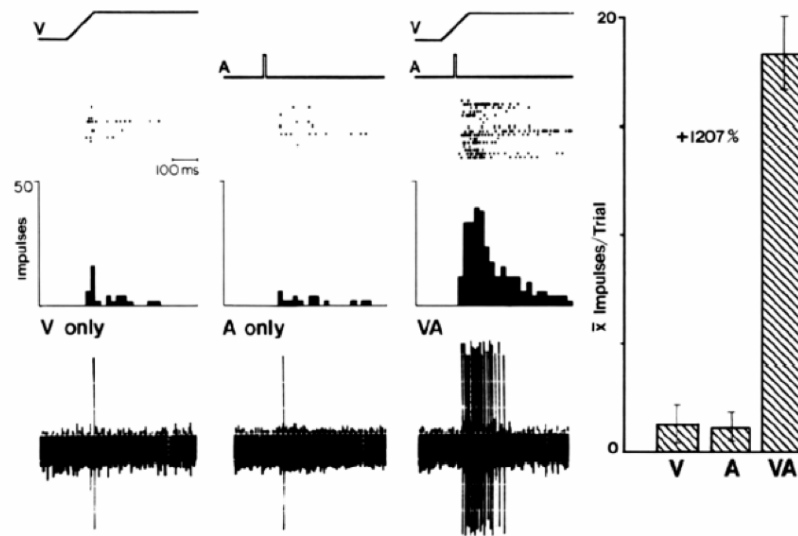 V
V
A
A
100 ms
50
Impulses
V only
A only
VA
20
+1207%
x̄ Impulses/Trial
0
V A VA